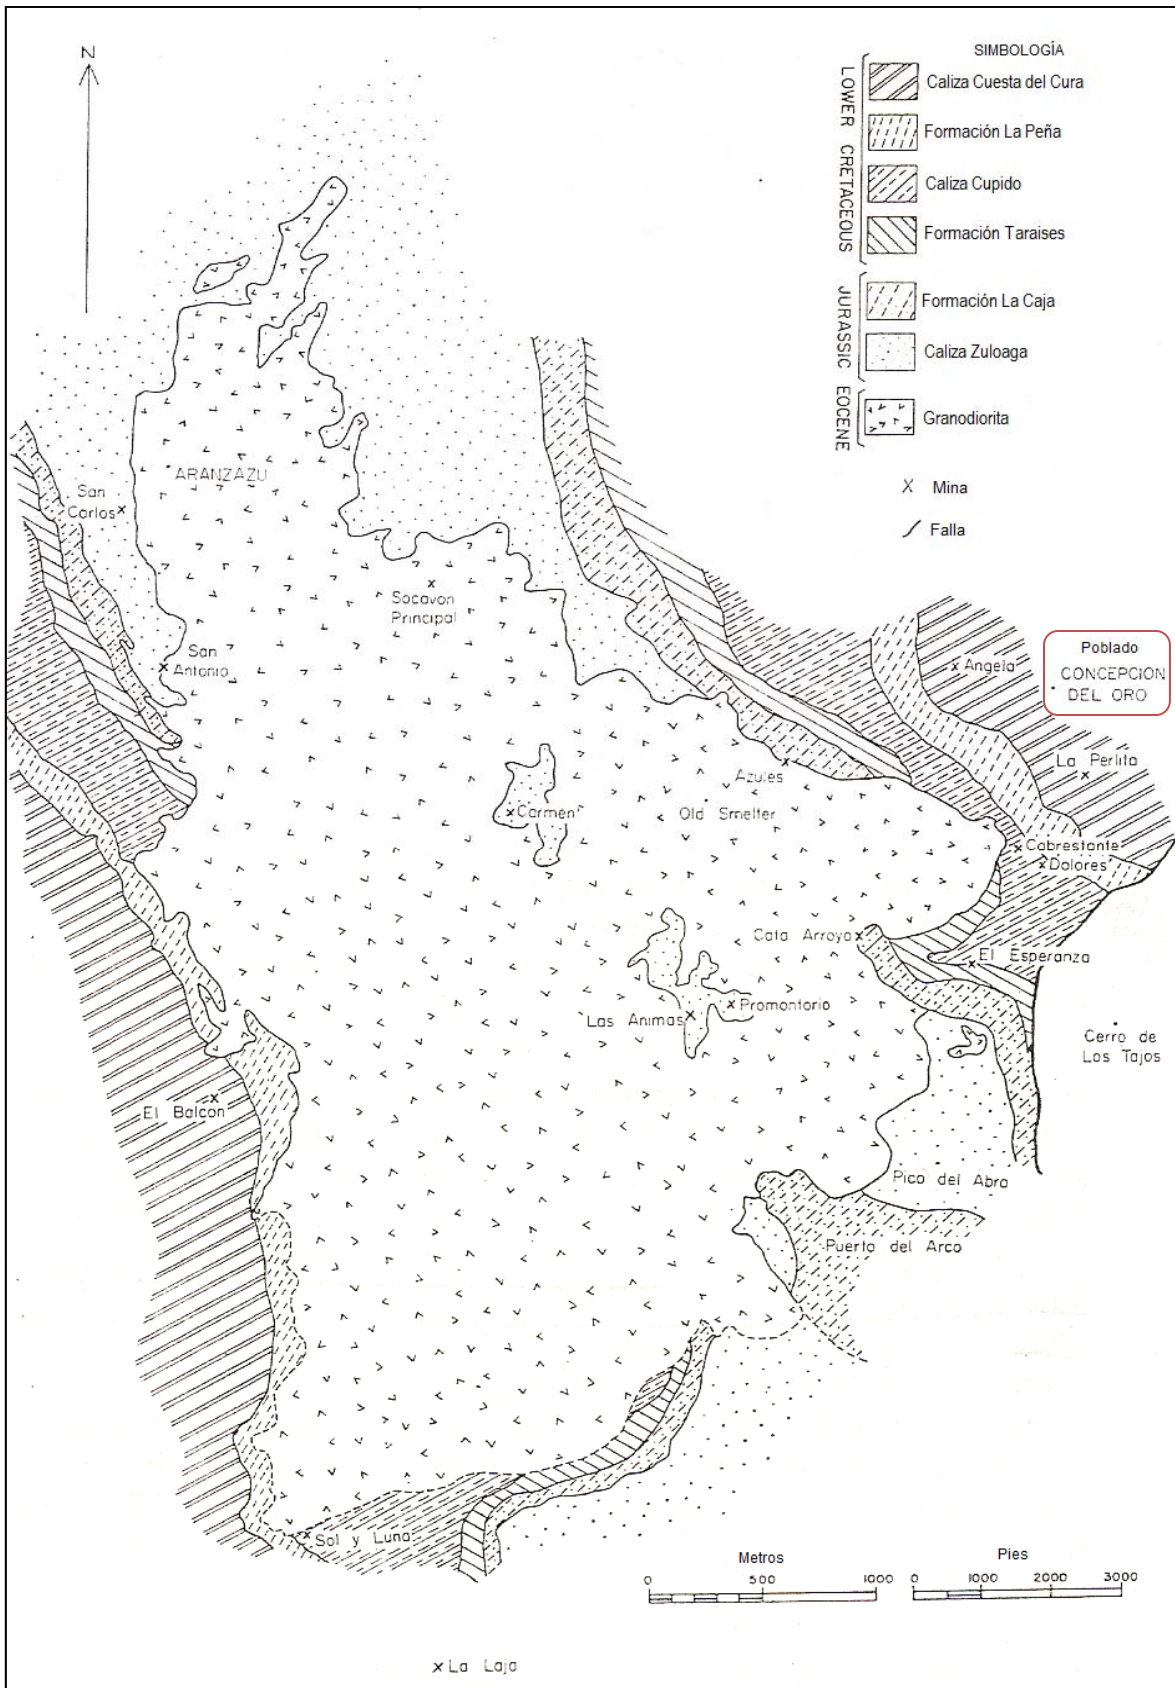 N
SIMBOLOGÍA
LOWER CRETACEOUS
Caliza Cuesta del Cura
Formación La Peña
Caliza Cupido
Formación Taraises
JURASSIC
Formación La Caja
Caliza Zuloaga
EOCENE
Granodiorita
Mina
Falla
ARANZAZU
San
Carlos
Socavon
Principal
San
Antonio
Angela
Poblado
CONCEPCION
DEL ORO
La Perlita
Azules
Carmen
Old Smelter
Cabrestante
Dolores
Cata Arroyo
El Esperanza
Promontorio
Las Animas
Cerro de
Los Tajos
El Balcon
Pico del Abra
Puerto del Arco
Sol y Luna
Metros
Pies
0 500 1000
0 1000 2000 3000
La Laja